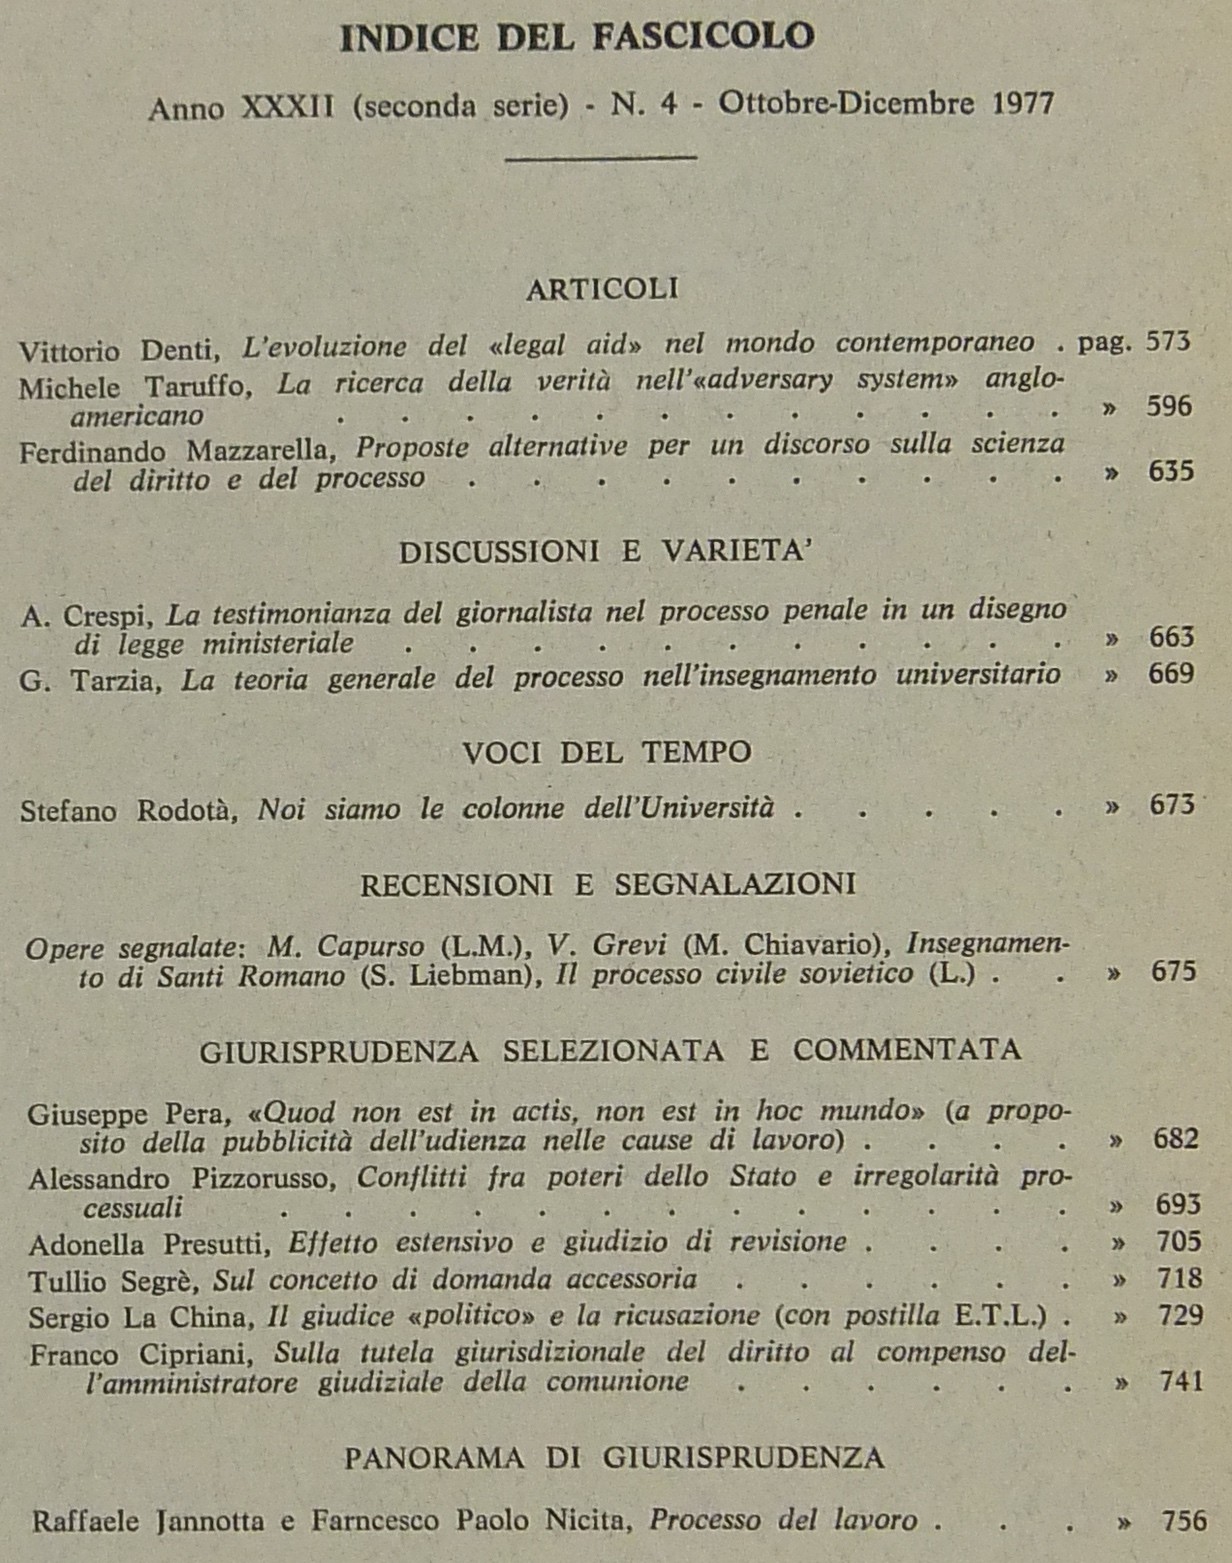 INDICE DEL FASCICOLO
Anno XXXII (seconda serie) - N. 4 - Ottobre-Dicembre 1977
ARTICOLI
Vittorio Denti, L'evoluzione del «legal aid» nel mondo contemporaneo . pag. 573
Michele Taruffo, La ricerca della verità nell'«adversary system» anglo-
americano . . . . . . . . . . . . » 596
Ferdinando Mazzarella, Proposte alternative per un discorso sulla scienza
del diritto e del processo . . . . . . . . . . » 635
DISCUSSIONI E VARIETA'
A. Crespi, La testimonianza del giornalista nel processo penale in un disegno
di legge ministeriale . . . . . . . . . . . » 663
G. Tarzia, La teoria generale del processo nell'insegnamento universitario » 669
VOCI DEL TEMPO
Stefano Rodotà, Noi siamo le colonne dell'Università . . . . . » 673
RECENSIONI E SEGNALAZIONI
Opere segnalate: M. Capurso (L.M.), V. Grevi (M. Chiavario), Insegnamen-
to di Santi Romano (S. Liebman), Il processo civile sovietico (L.) . . » 675
GIURISPRUDENZA SELEZIONATA E COMMENTATA
Giuseppe Pera, «Quod non est in actis, non est in hoc mundo» (a propo-
sito della pubblicità dell'udienza nelle cause di lavoro) . . . . » 682
Alessandro Pizzorusso, Conflitti fra poteri dello Stato e irregolarità pro-
cessuali . . . . . . . . . . . . . » 693
Adonella Presutti, Effetto estensivo e giudizio di revisione . . . . » 705
Tullio Segrè, Sul concetto di domanda accessoria . . . . . . » 718
Sergio La China, Il giudice «politico» e la ricusazione (con postilla E.T.L.) . » 729
Franco Cipriani, Sulla tutela giurisdizionale del diritto al compenso del-
l'amministratore giudiziale della comunione . . . . . . » 741
PANORAMA DI GIURISPRUDENZA
Raffaele Jannotta e Farncesco Paolo Nicita, Processo del lavoro . . . » 756